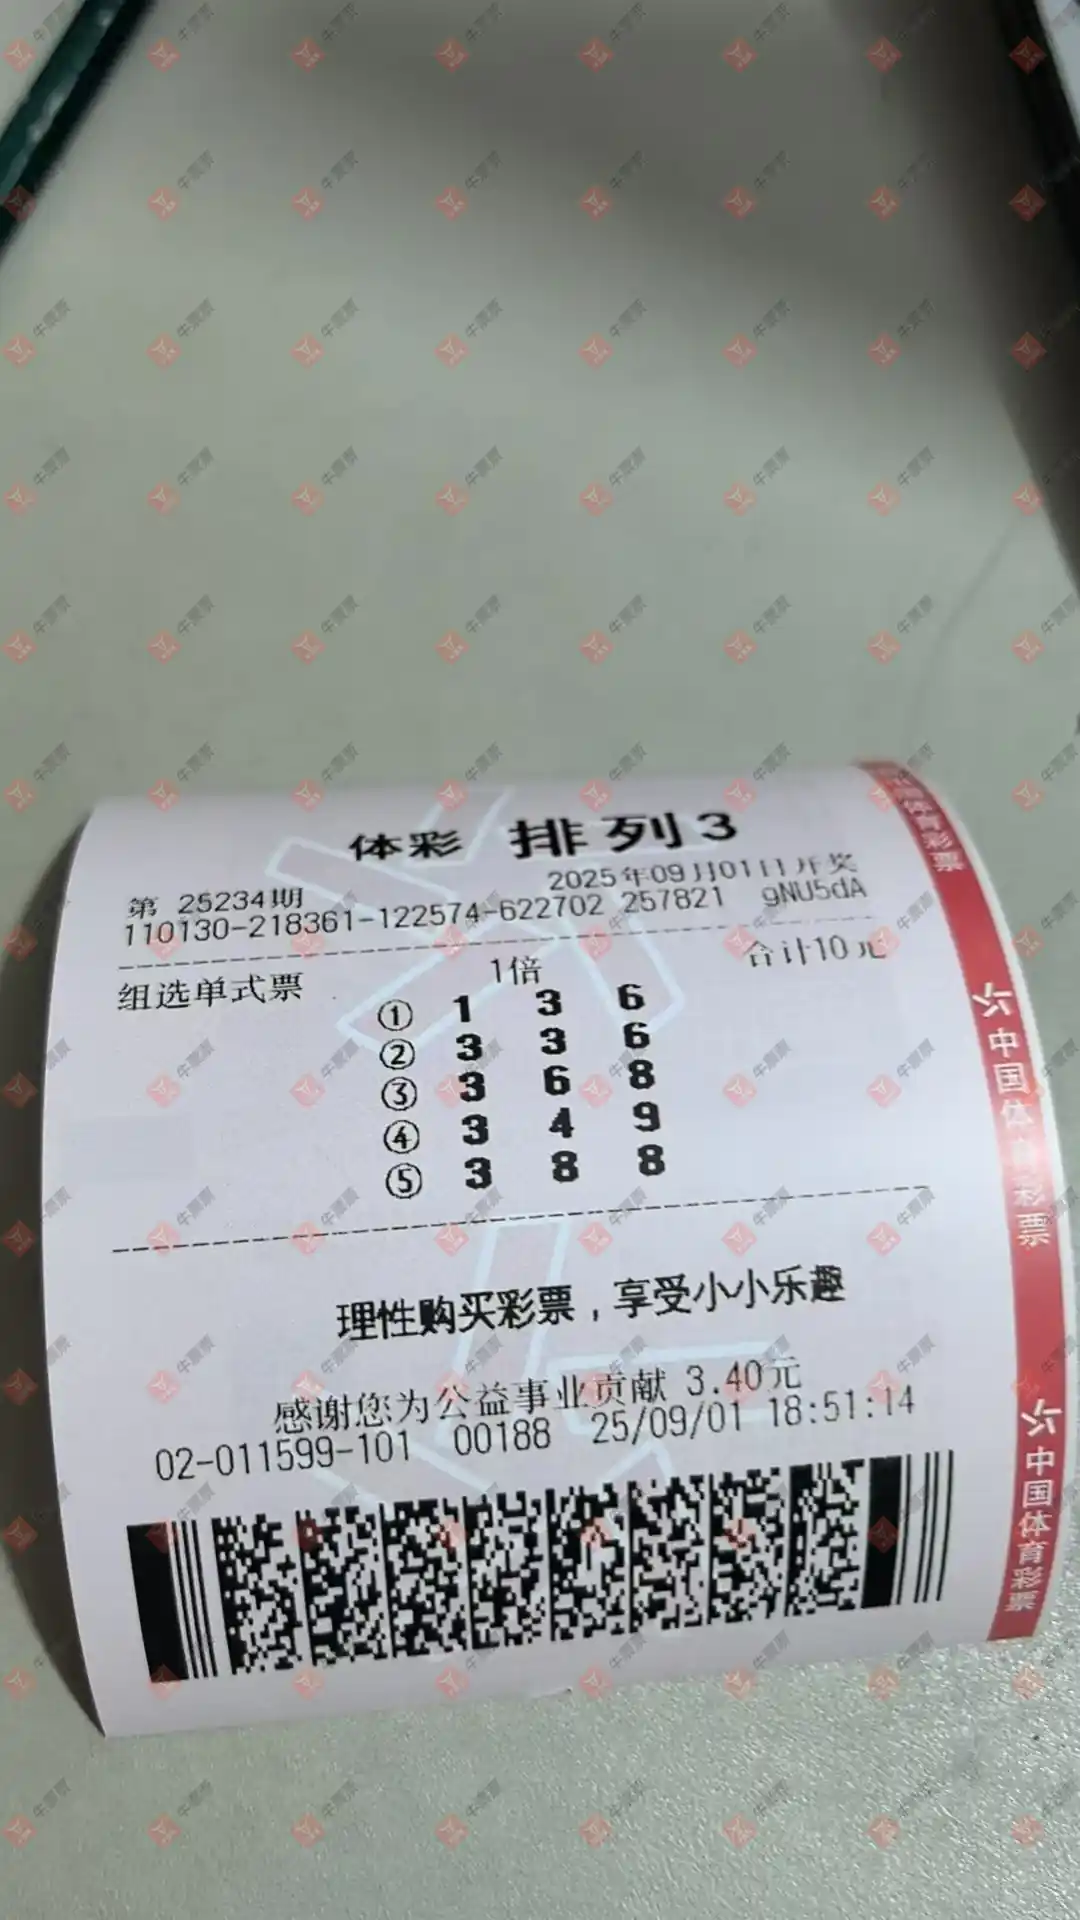 体彩 排列3
第 25234期 2025年09月01日开奖
110130-218361-122574-622702 257821 gNU5dA
组选单式票 1倍 合计10元
① 1 3 6
② 3 3 6
③ 3 6 8
④ 3 4 9
⑤ 3 8 8
理性购买彩票，享受小小乐趣
感谢您为公益事业贡献 3.40元
02-011599-101 00188 25/09/01 18:51:14
中国体育彩票
中国体育彩票